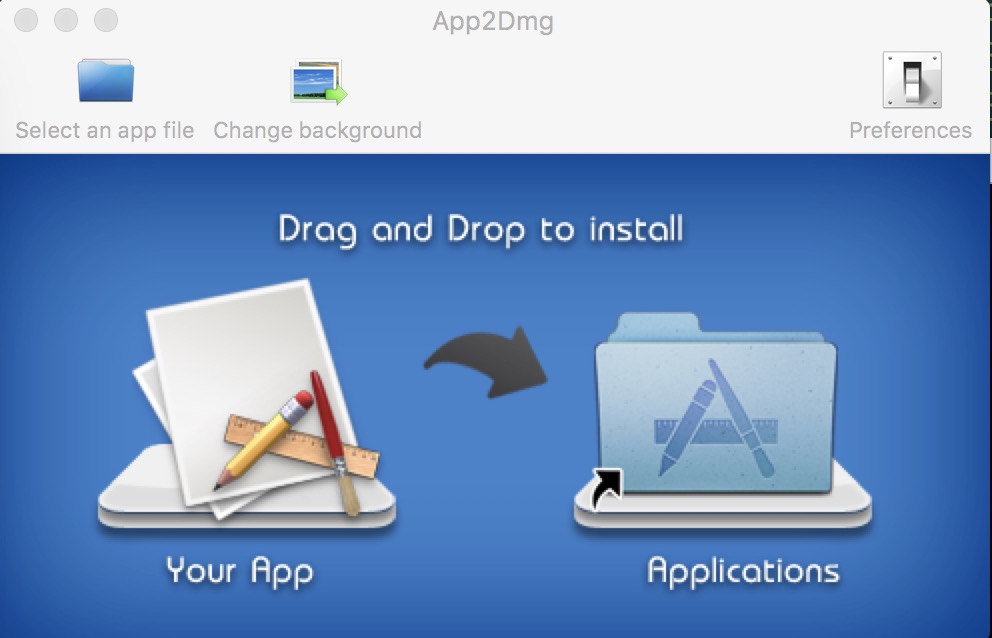 App2Dmg
Select an app file
Change background
Preferences
Drag and Drop to install
Your App
Applications